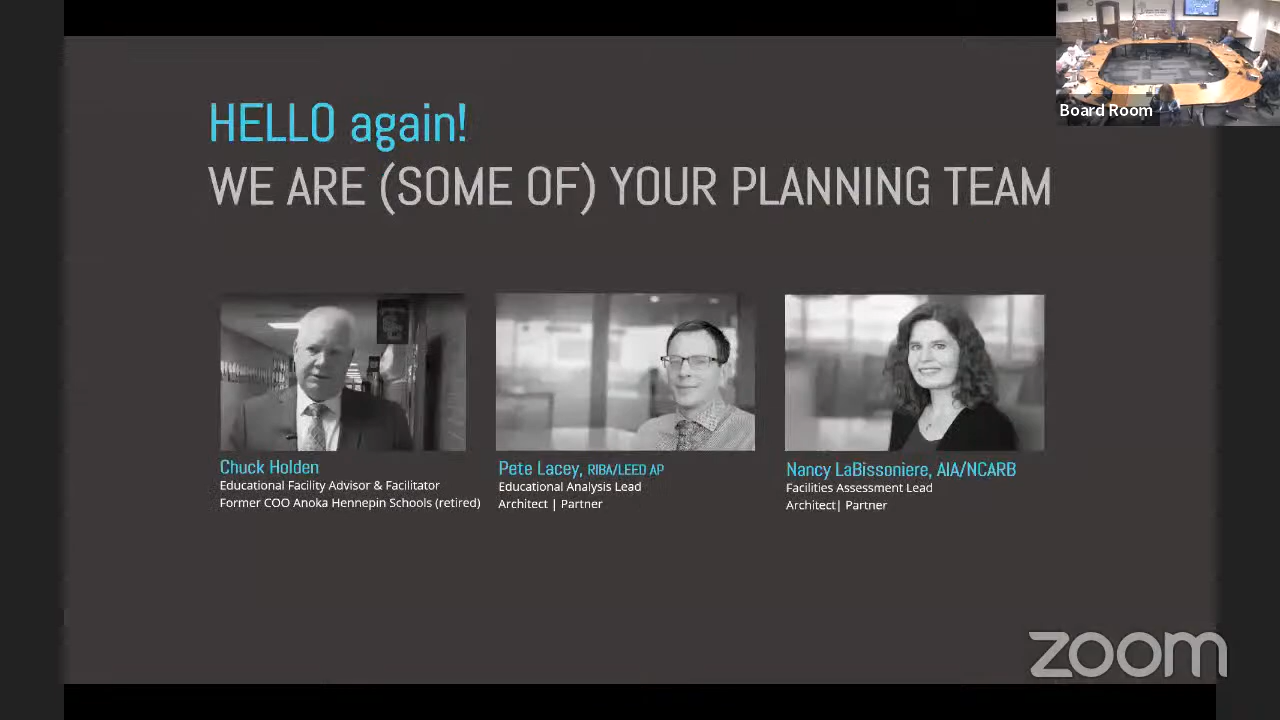 Board Room
HELLO again!
WE ARE (SOME OF) YOUR PLANNING TEAM
Chuck Holden
Educational Facility Advisor & Facilitator
Former COO Anoka Hennepin Schools (retired)
Pete Lacey, RIBA/LEED AP
Educational Analysis Lead
Architect | Partner
Nancy LaBissoniere, AIA/NCARB
Facilities Assessment Lead
Architect| Partner
zoom